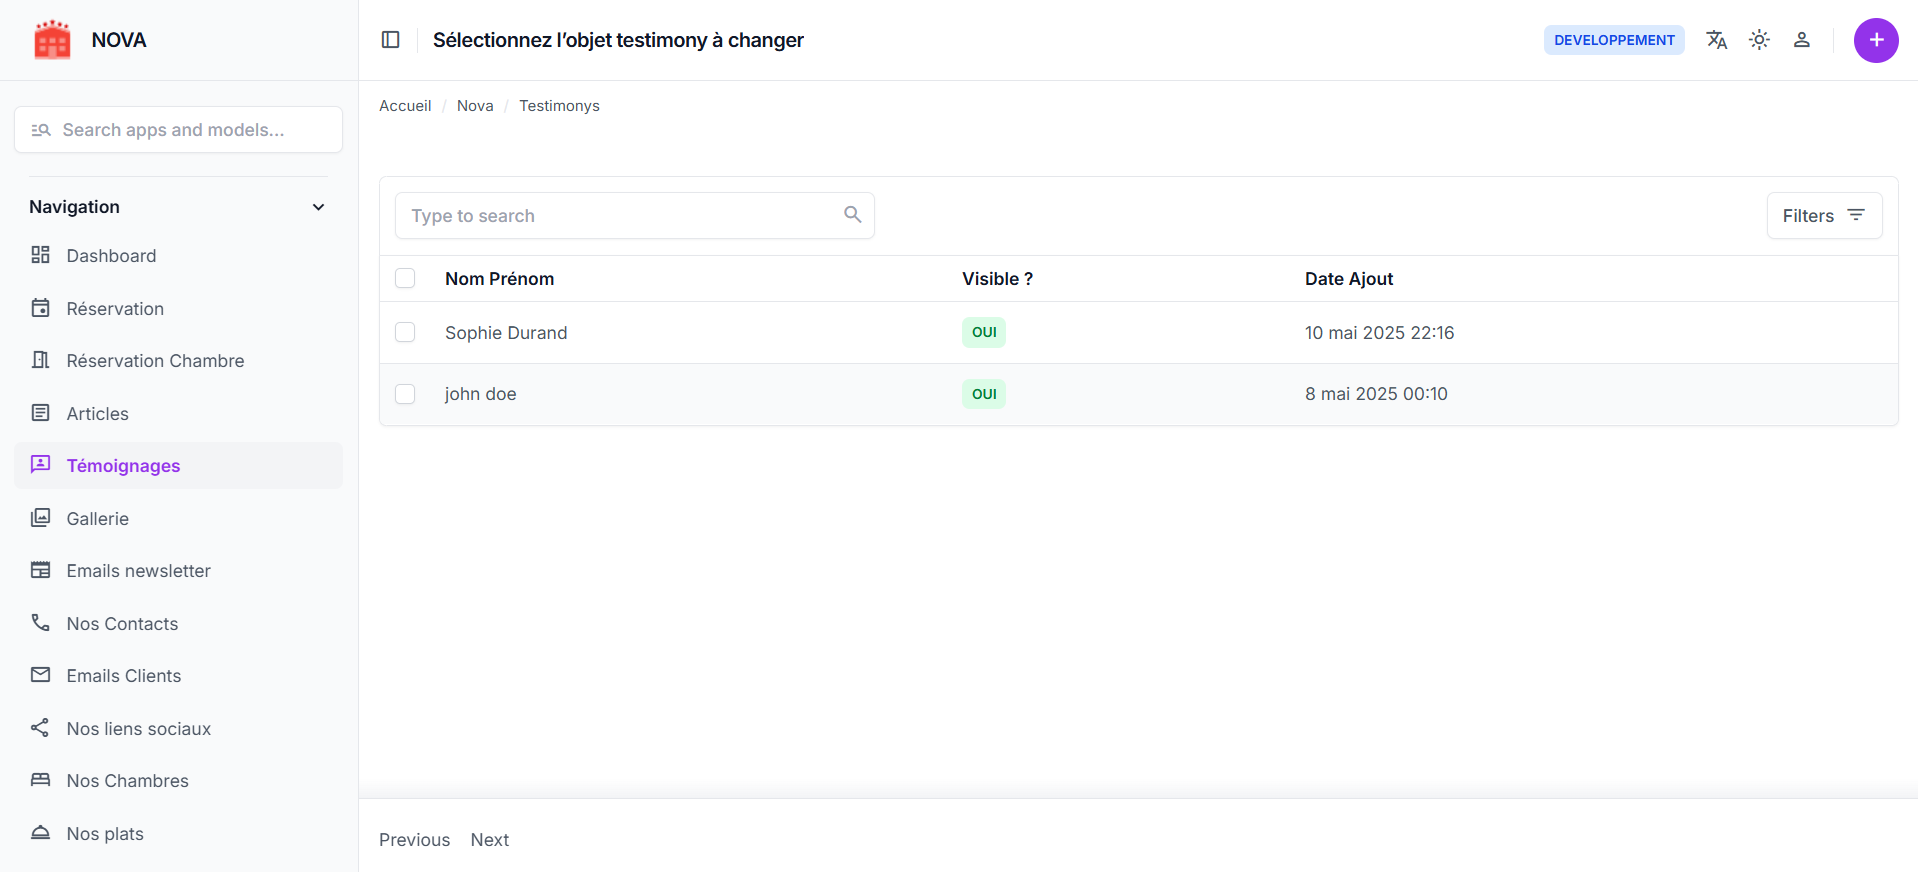 NOVA
Sélectionnez l’objet testimony à changer
DEVELOPPEMENT
Search apps and models...
Navigation
Dashboard
Réservation
Réservation Chambre
Articles
Témoignages
Gallerie
Emails newsletter
Nos Contacts
Emails Clients
Nos liens sociaux
Nos Chambres
Nos plats
Accueil / Nova / Testimonys
Type to search
Filters
Nom Prénom Visible ? Date Ajout
Sophie Durand OUI 10 mai 2025 22:16
john doe OUI 8 mai 2025 00:10
Previous Next